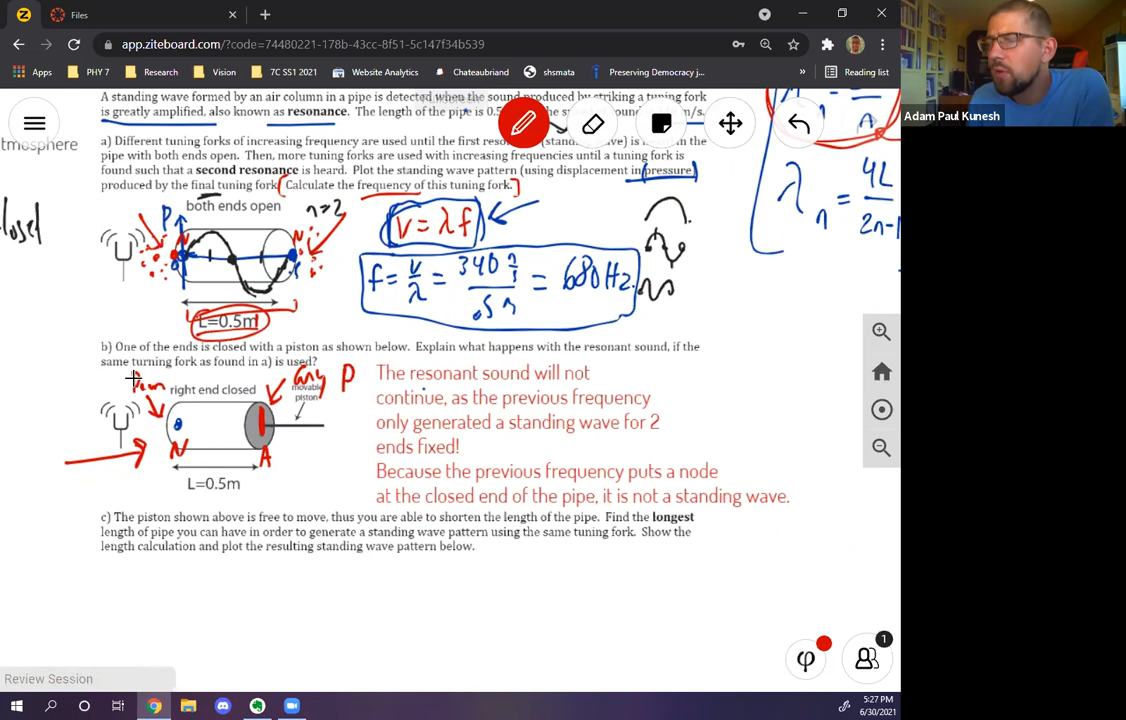 Files
app.ziteboard.com/?code=74480221-178b-43cc-8f51-5c147f34b539
Apps PHY 7 Research Vision 7C SS1 2021 Website Analytics Chateaubriand shsmata Preserving Democracy j... » Reading list
Adam Paul Kunesh
A standing wave formed by an air column in a pipe is detected when the sound produced by striking a tuning fork
is greatly amplified, also known as resonance. The length of the pipe is 0.5 m/s.
tmosphere
a) Different tuning forks of increasing frequency are used until the first
pipe with both ends open. Then, more tuning forks are used with increasing frequencies until a tuning fork is
found such that a second resonance is heard. Plot the standing wave pattern (using displacement in pressure)
produced by the final tuning fork. Calculate the frequency of this tuning fork.
both ends open
n=2
P
N
N
losed
v = λf
f = v/λ = 340 m/s / .5 m = 680 Hz.
λn = 4L/2n-1
L=0.5m
b) One of the ends is closed with a piston as shown below. Explain what happens with the resonant sound, if the
same turning fork as found in a) is used?
Patm
right end closed
any P
movable
piston
N
A
L=0.5m
The resonant sound will not
continue, as the previous frequency
only generated a standing wave for 2
ends fixed!
Because the previous frequency puts a node
at the closed end of the pipe, it is not a standing wave.
c) The piston shown above is free to move, thus you are able to shorten the length of the pipe. Find the longest
length of pipe you can have in order to generate a standing wave pattern using the same tuning fork. Show the
length calculation and plot the resulting standing wave pattern below.
1
Review Session
5:27 PM
6/30/2021